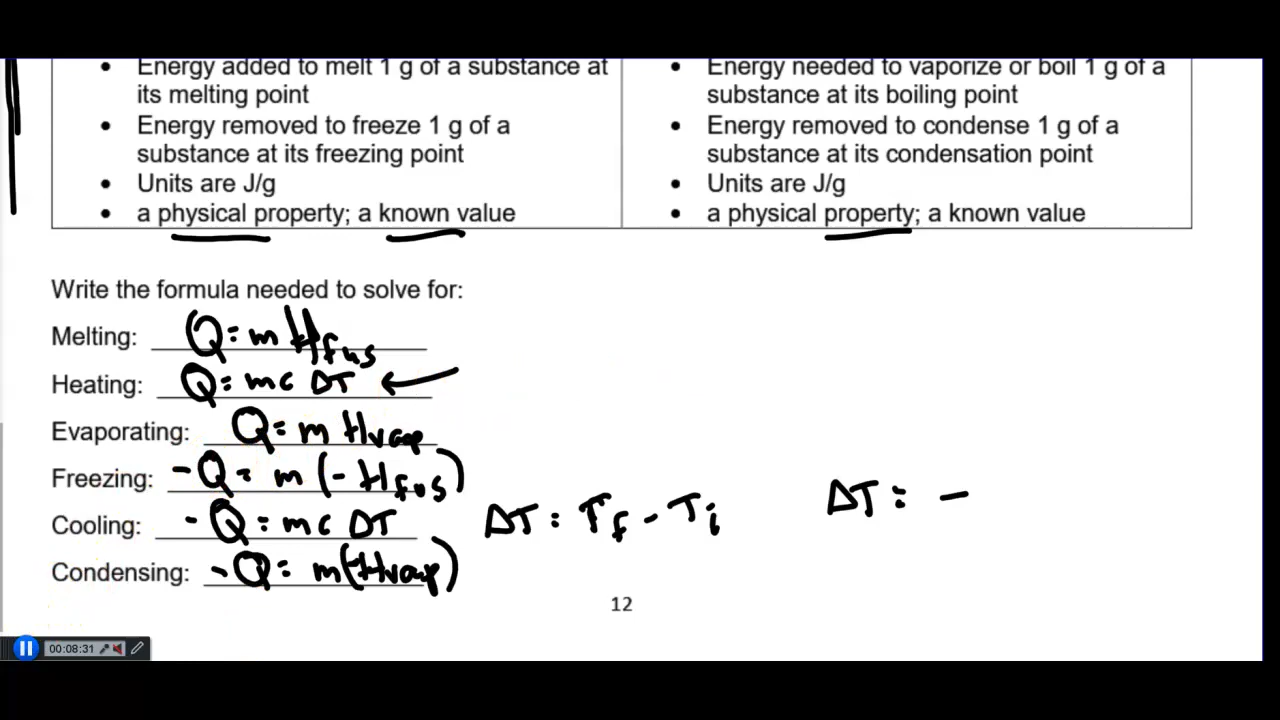 • Energy added to melt 1 g of a substance at
its melting point
• Energy removed to freeze 1 g of a
substance at its freezing point
• Units are J/g
• a physical property; a known value
• Energy needed to vaporize or boil 1 g of a
substance at its boiling point
• Energy removed to condense 1 g of a
substance at its condensation point
• Units are J/g
• a physical property; a known value
Write the formula needed to solve for:
Melting: Q = m Hfus
Heating: Q = mc ΔT ←
Evaporating: Q = m Hvap
Freezing: -Q = m (-Hfus)
Cooling: -Q = mc ΔT ΔT = Tf - Ti ΔT = -
Condensing: -Q = m(-Hvap)
12
00:08:31